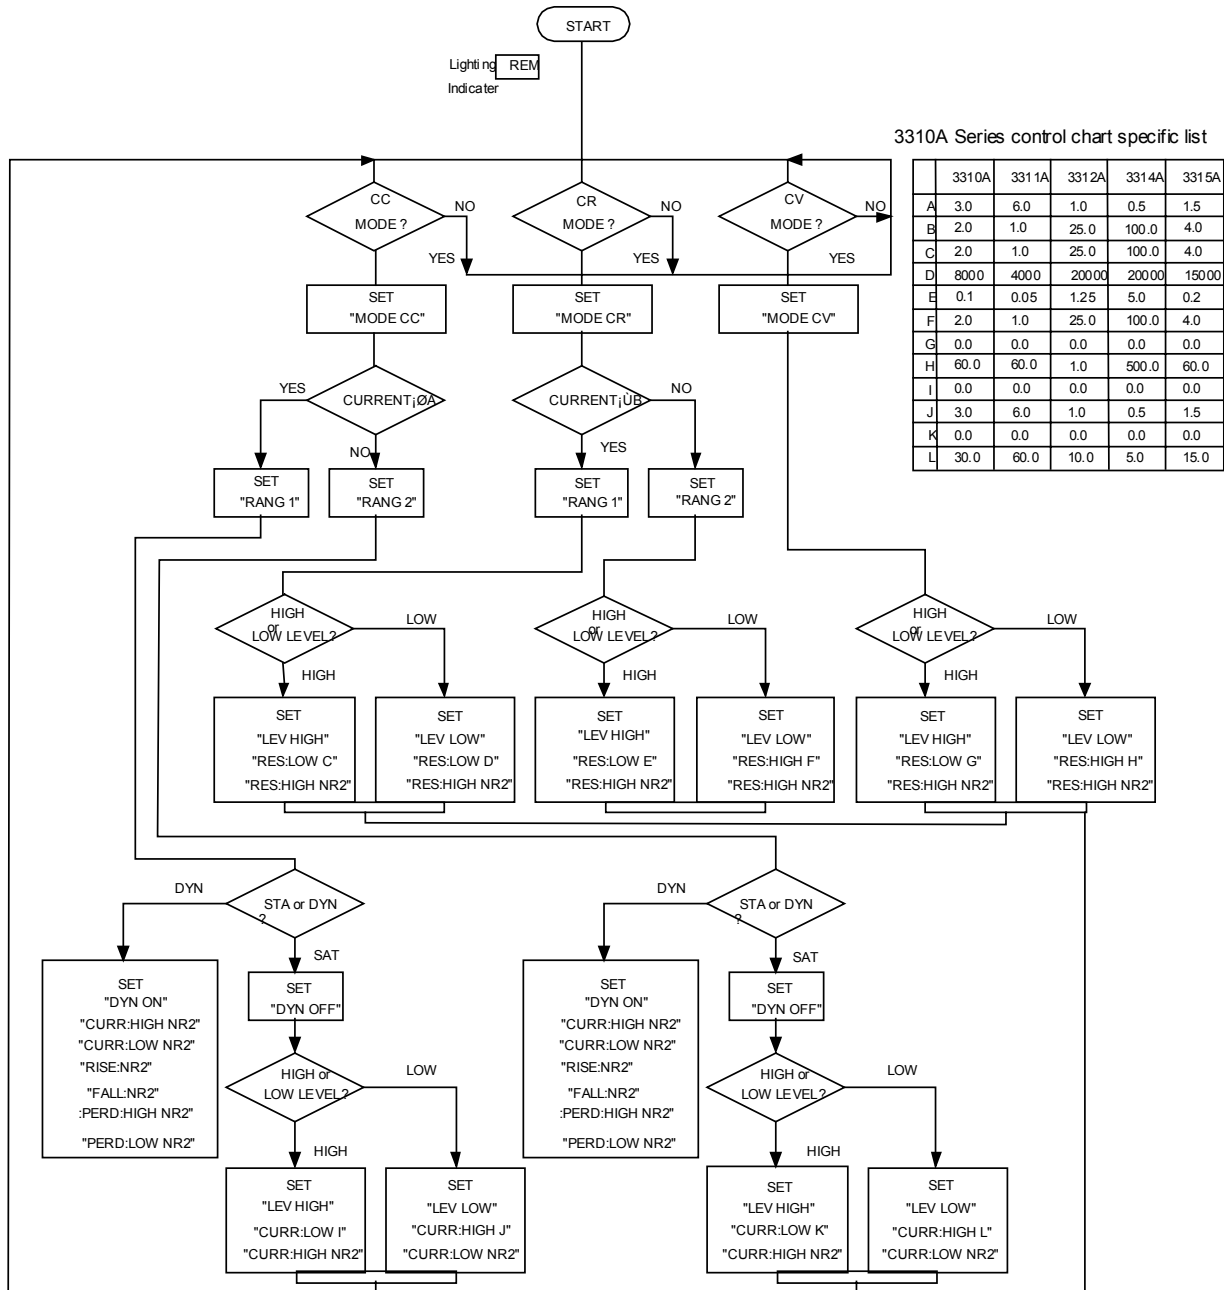 START
Lighting REM
Indicater
3310A Series control chart specific list
3310A 3311A 3312A 3314A 3315A
A 3.0 6.0 1.0 0.5 1.5
B 2.0 1.0 25.0 100.0 4.0
C 2.0 1.0 25.0 100.0 4.0
D 8000 4000 20000 20000 15000
E 0.1 0.05 1.25 5.0 0.2
F 2.0 1.0 25.0 100.0 4.0
G 0.0 0.0 0.0 0.0 0.0
H 60.0 60.0 1.0 500.0 60.0
I 0.0 0.0 0.0 0.0 0.0
J 3.0 6.0 1.0 0.5 1.5
K 0.0 0.0 0.0 0.0 0.0
L 30.0 60.0 10.0 5.0 15.0
CC
MODE ?
NO
YES
CR
MODE ?
NO
YES
CV
MODE ?
NO
YES
SET
"MODE CC"
SET
"MODE CR"
SET
"MODE CV"
YES
CURRENT¡ØA
NO
CURRENT¡ÙB
NO
YES
SET
"RANG 1"
SET
"RANG 2"
SET
"RANG 1"
SET
"RANG 2"
HIGH
or
LOW LEVEL?
LOW
HIGH
HIGH
or
LOW LEVEL?
LOW
HIGH
HIGH
or
LOW LEVEL?
LOW
HIGH
SET
"LEV HIGH"
"RES:LOW C"
"RES:HIGH NR2"
SET
"LEV LOW"
"RES:LOW D"
"RES:HIGH NR2"
SET
"LEV HIGH"
"RES:LOW E"
"RES:HIGH NR2"
SET
"LEV LOW"
"RES:HIGH F"
"RES:HIGH NR2"
SET
"LEV HIGH"
"RES:LOW G"
"RES:HIGH NR2"
SET
"LEV LOW"
"RES:HIGH H"
"RES:HIGH NR2"
DYN
STA or DYN
?
SAT
DYN
STA or DYN
?
SAT
SET
"DYN ON"
"CURR:HIGH NR2"
"CURR:LOW NR2"
"RISE:NR2"
"FALL:NR2"
:PERD:HIGH NR2"
"PERD:LOW NR2"
SET
"DYN OFF"
HIGH or
LOW LEVEL?
LOW
HIGH
SET
"DYN ON"
"CURR:HIGH NR2"
"CURR:LOW NR2"
"RISE:NR2"
"FALL:NR2"
:PERD:HIGH NR2"
"PERD:LOW NR2"
SET
"DYN OFF"
HIGH or
LOW LEVEL?
LOW
HIGH
SET
"LEV HIGH"
"CURR:LOW I"
"CURR:HIGH NR2"
SET
"LEV LOW"
"CURR:HIGH J"
"CURR:LOW NR2"
SET
"LEV HIGH"
"CURR:LOW K"
"CURR:HIGH NR2"
SET
"LEV LOW"
"CURR:HIGH L"
"CURR:LOW NR2"